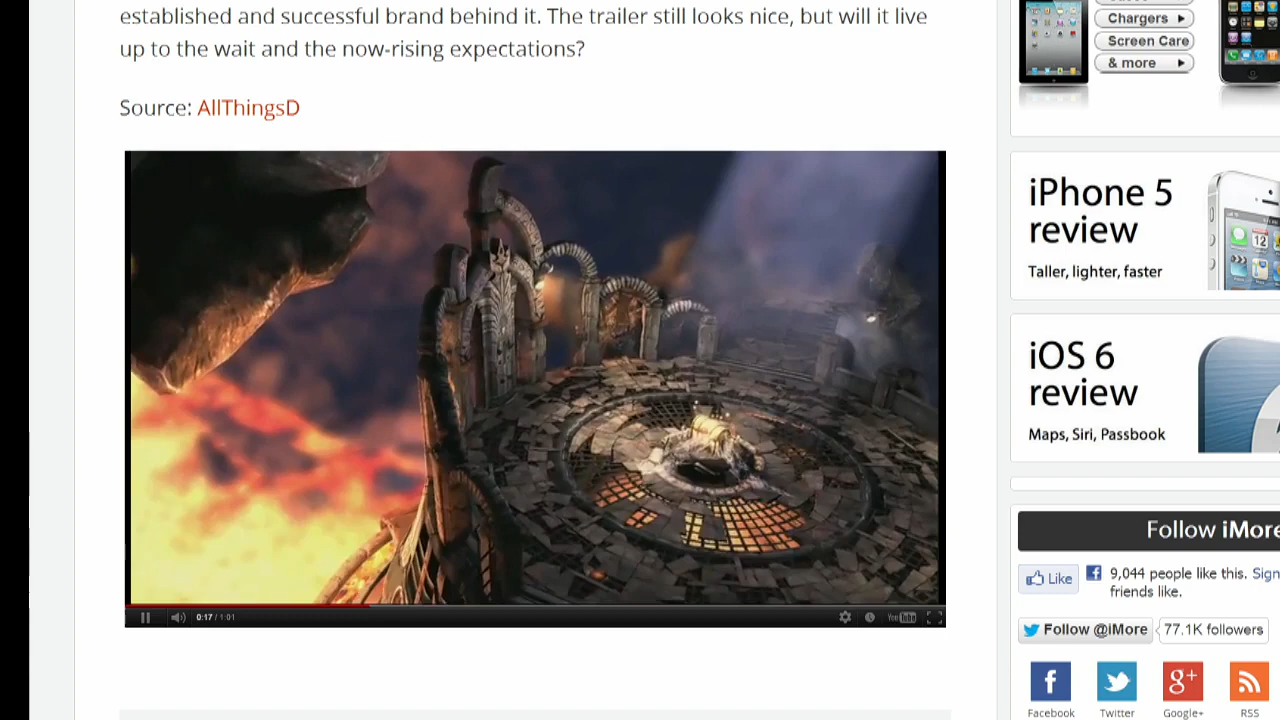 established and successful brand behind it. The trailer still looks nice, but will it live
up to the wait and the now-rising expectations?
Source: AllThingsD
0:17 / 1:01
YouTube
Chargers
Screen Care
& more
iPhone 5
review
Taller, lighter, faster
12
iOS 6
review
Maps, Siri, Passbook
Follow iMore
Like
9,044 people like this. Sign
friends like.
Follow @iMore
77.1K followers
Facebook
Twitter
Google+
RSS